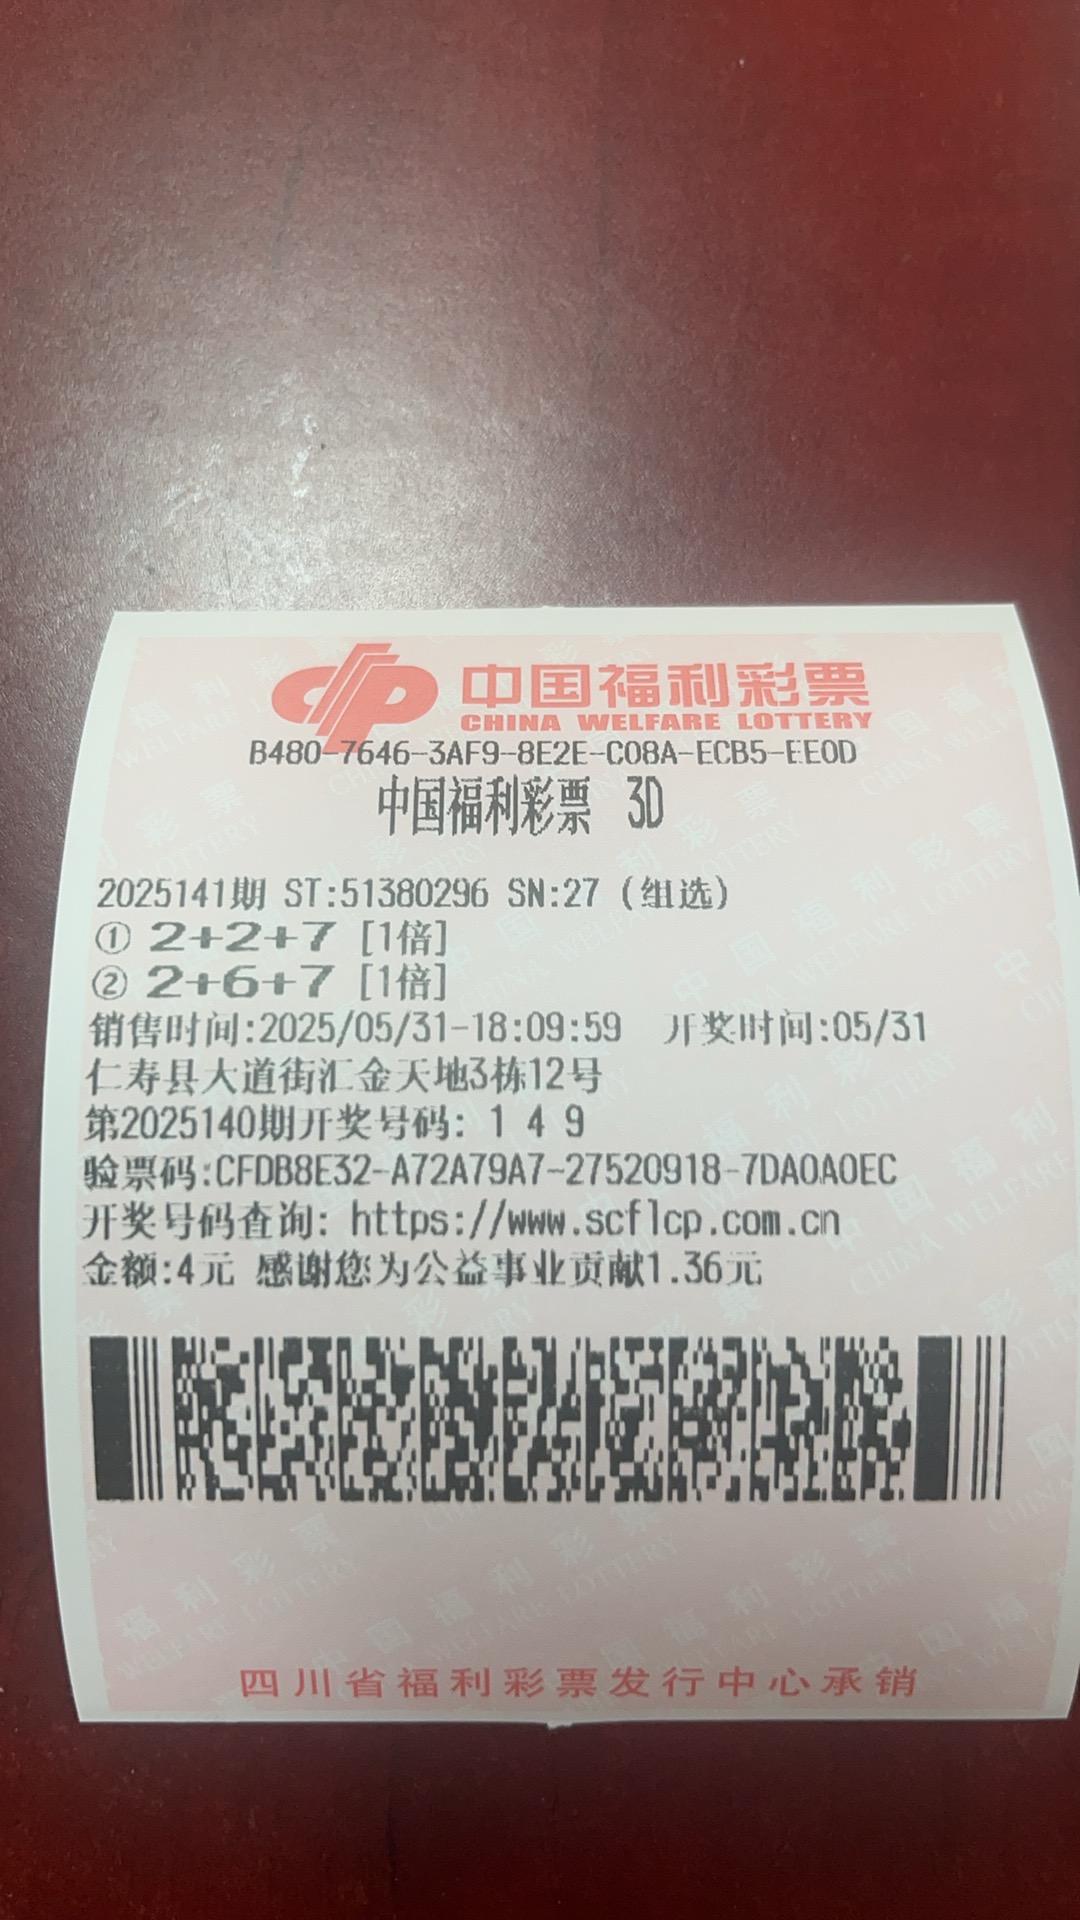 中国福利彩票
CHINA WELFARE LOTTERY
B480-7646-3AF9-8E2E-C08A-ECB5-EE0D
中国福利彩票 3D
2025141期 ST:51380296 SN:27 (组选)
① 2+2+7 [1倍]
② 2+6+7 [1倍]
销售时间:2025/05/31-18:09:59 开奖时间:05/31
仁寿县大道街汇金天地3栋12号
第2025140期开奖号码: 1 4 9
验票码:CFDB8E32-A72A79A7-27520918-7DA0A0EC
开奖号码查询: https://www.scflcp.com.cn
金额:4元 感谢您为公益事业贡献1.36元
四川省福利彩票发行中心承销